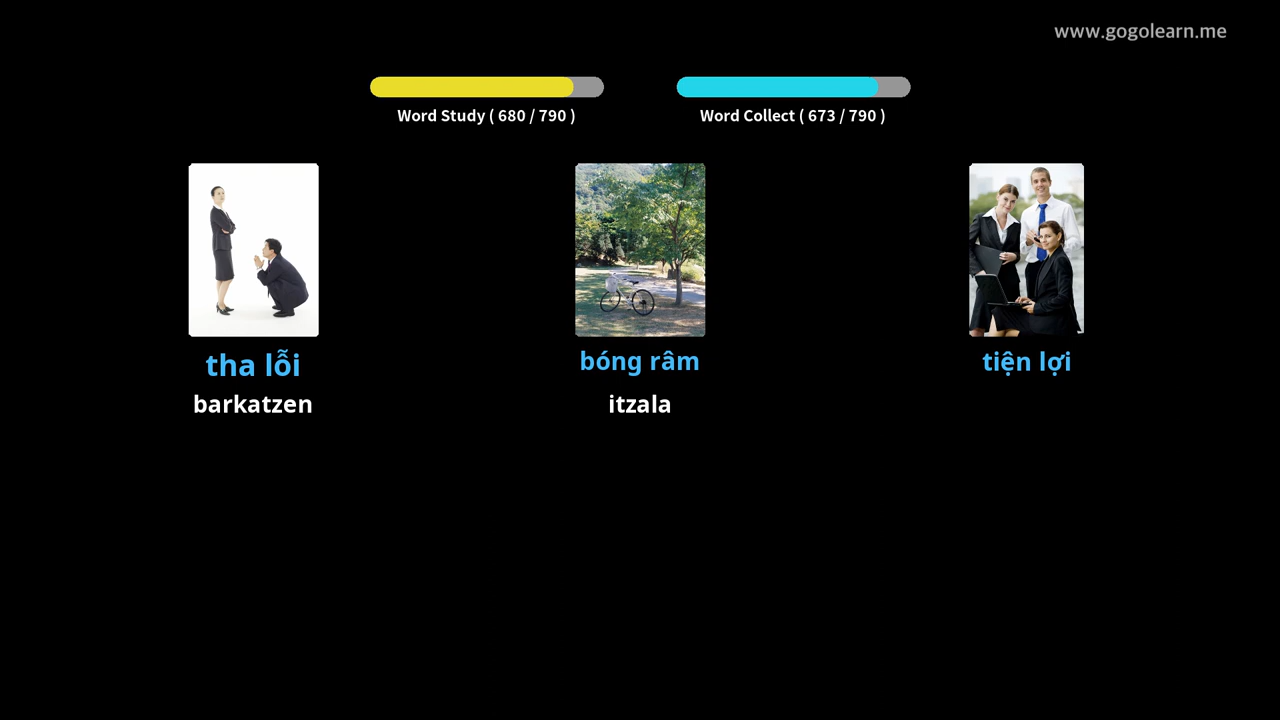 www.gogolearn.me
Word Study ( 680 / 790 )
Word Collect ( 673 / 790 )
tha lỗi
bóng râm
tiện lợi
barkatzen
itzala